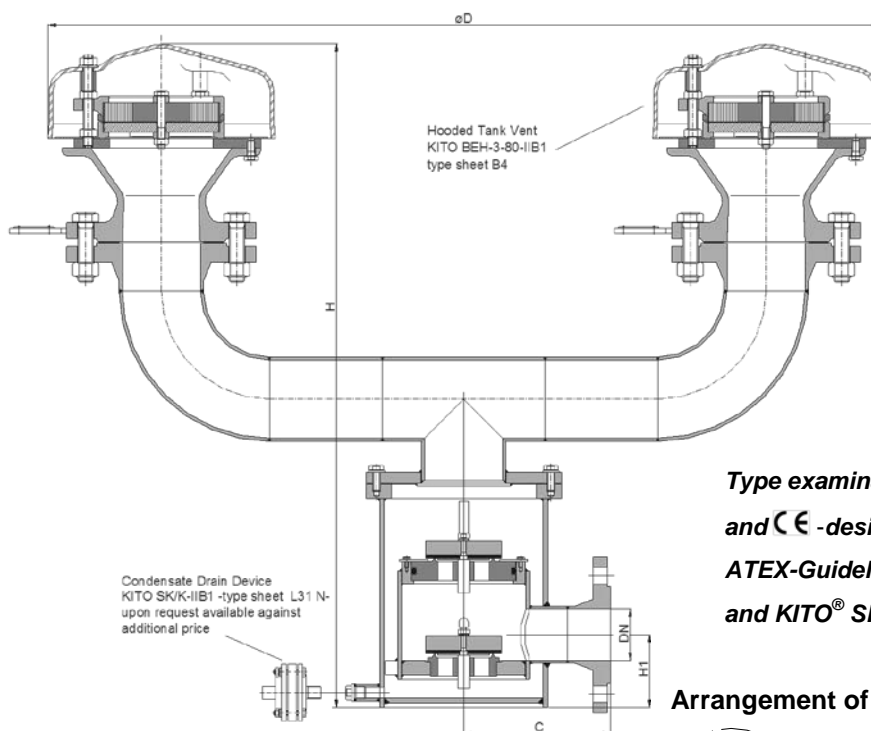 øD
Hooded Tank Vent
KITO BEH-3-80-IIB1
type sheet B4
H
Type examin
and CE -desi
ATEX-Guidel
and KITO® S
Condensate Drain Device
KITO SK/K-IIB1 -type sheet L31 N-
upon request available against
additional price
DN
H1
C
Arrangement of